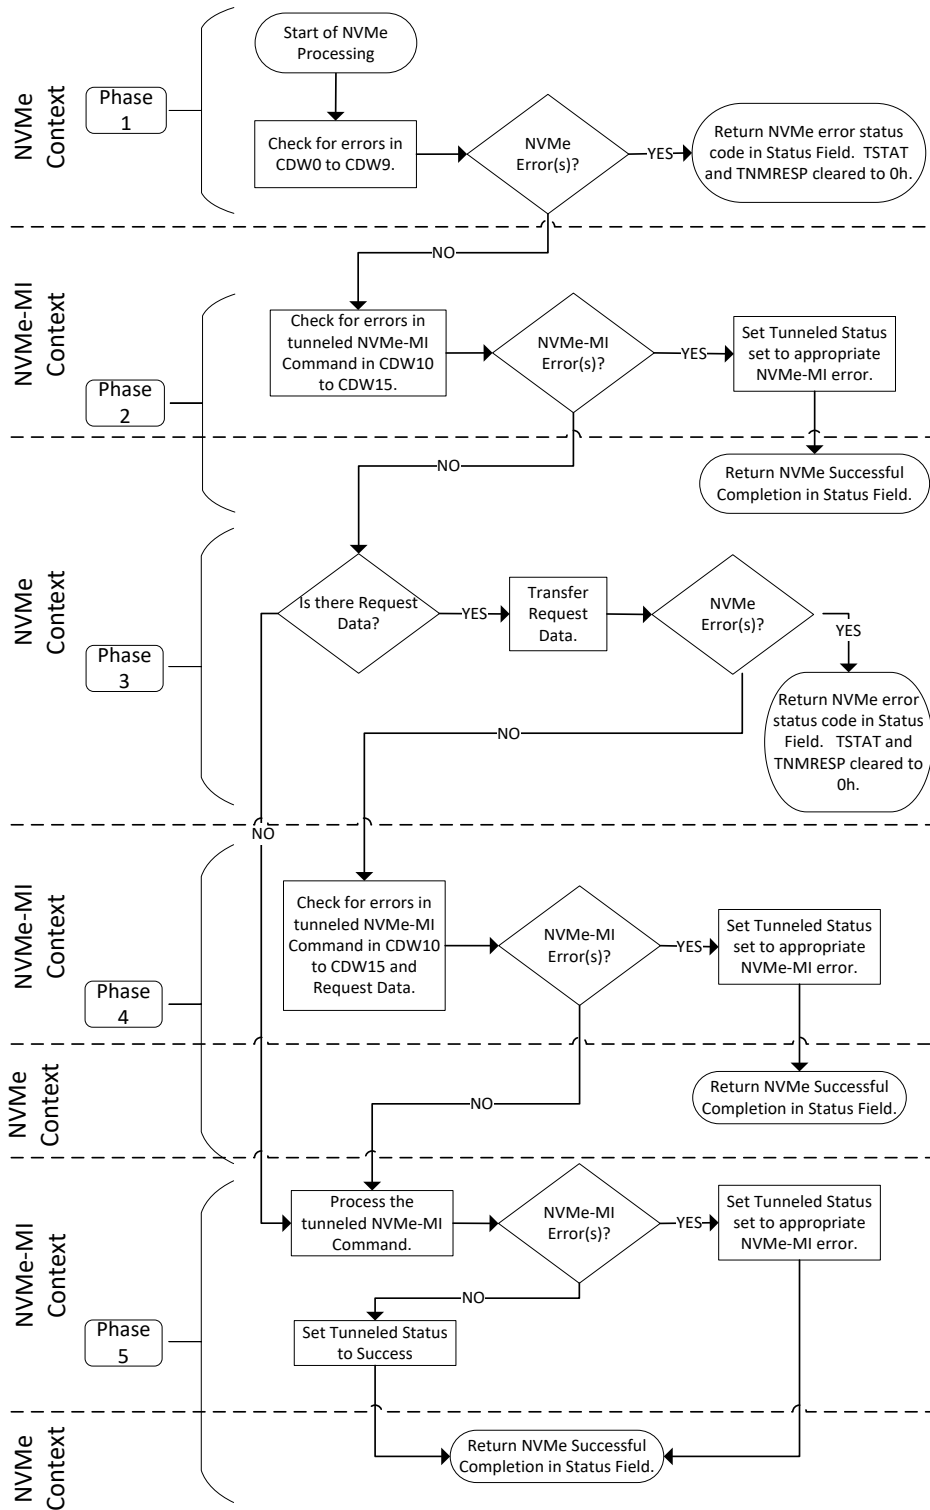 NVMe
Context
Phase
1
Start of NVMe
Processing
Check for errors in
CDW0 to CDW9.
NVMe
Error(s)?
YES
Return NVMe error status
code in Status Field.  TSTAT
and TNMRESP cleared to 0h.
NO
NVMe-MI
Context
Phase
2
Check for errors in
tunneled NVMe-MI
Command in CDW10
to CDW15.
NVMe-MI
Error(s)?
YES
Set Tunneled Status
set to appropriate
NVMe-MI error.
NO
Return NVMe Successful
Completion in Status Field.
NVMe
Context
Phase
3
Is there Request
Data?
YES
Transfer
Request
Data.
NVMe
Error(s)?
YES
Return NVMe error
status code in Status
Field.  TSTAT and
TNMRESP cleared to
0h.
NO
NO
NVMe-MI
Context
Phase
4
Check for errors in
tunneled NVMe-MI
Command in CDW10
to CDW15 and
Request Data.
NVMe-MI
Error(s)?
YES
Set Tunneled Status
set to appropriate
NVMe-MI error.
NVMe
Context
NO
Return NVMe Successful
Completion in Status Field.
NVMe-MI
Context
Phase
5
Process the
tunneled NVMe-MI
Command.
NVMe-MI
Error(s)?
YES
Set Tunneled Status
set to appropriate
NVMe-MI error.
NO
Set Tunneled Status
to Success
NVMe
Context
Return NVMe Successful
Completion in Status Field.